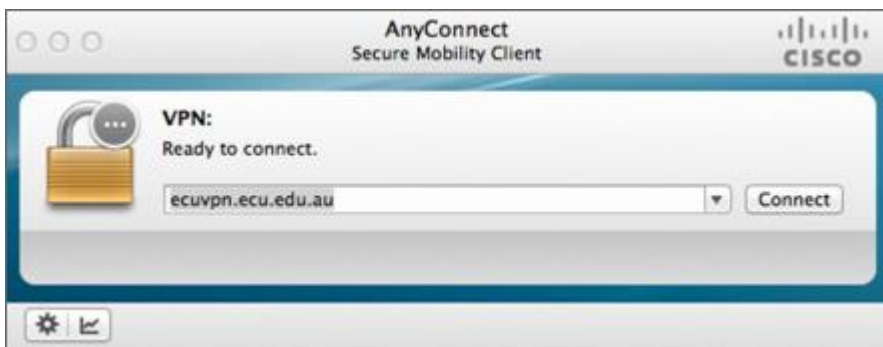 AnyConnect
Secure Mobility Client
CISCO
VPN:
Ready to connect.
ecuvpn.ecu.edu.au
Connect